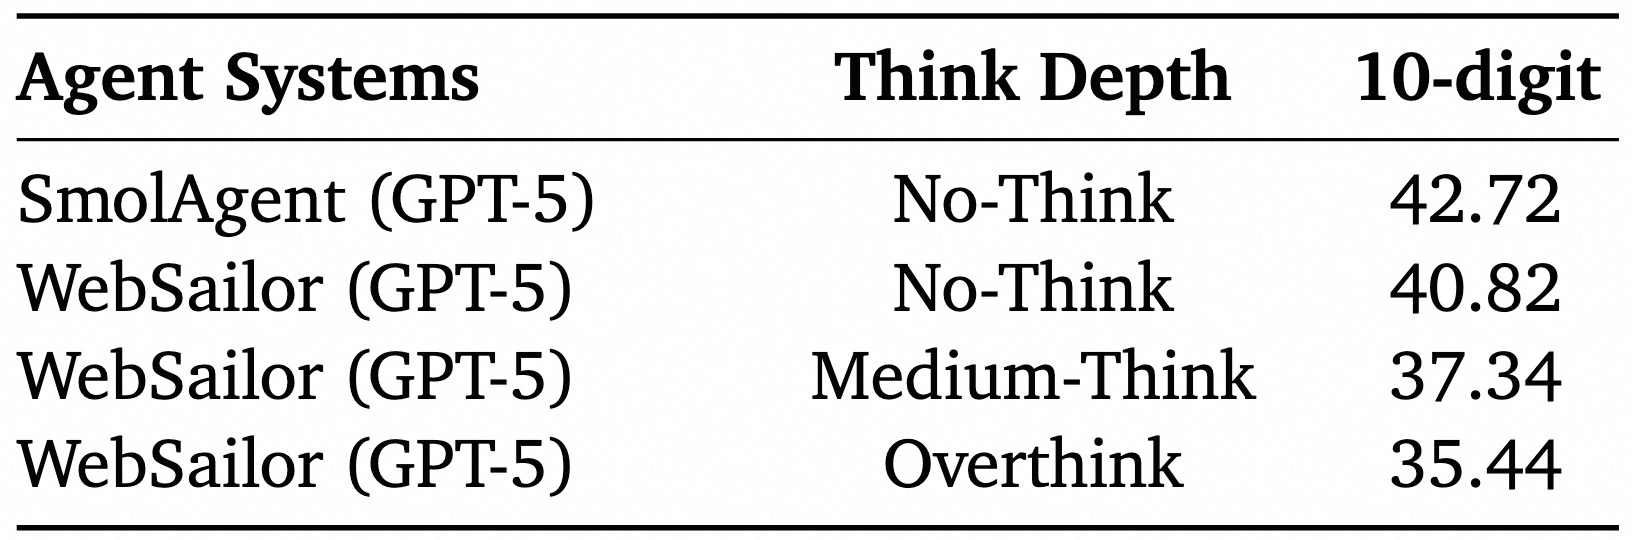 Agent Systems Think Depth 10-digit
SmolAgent (GPT-5) No-Think 42.72
WebSailor (GPT-5) No-Think 40.82
WebSailor (GPT-5) Medium-Think 37.34
WebSailor (GPT-5) Overthink 35.44